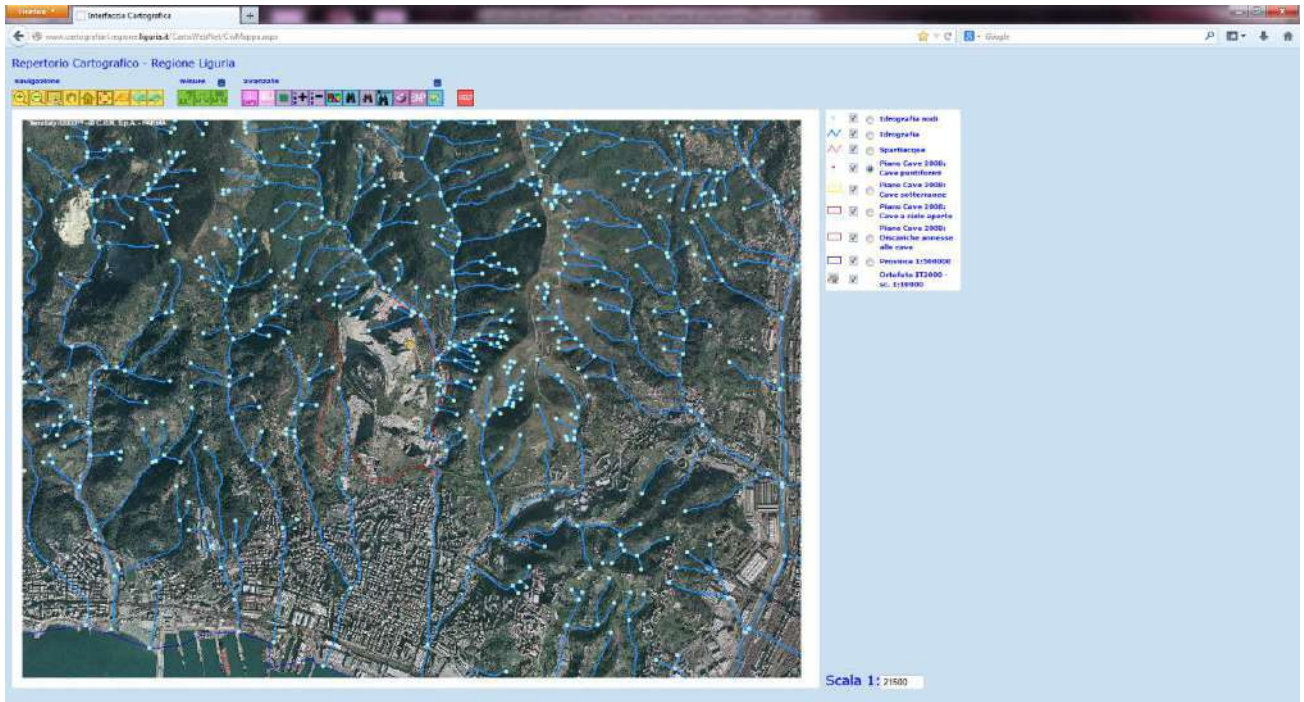 Firefox
Interfaccia Cartografica
www.cartografiarl.regione.liguria.it/CartoWebNet/CwMappa.aspx
Google
Repertorio Cartografico - Regione Liguria
navigazione
misure
avanzate
Idrografia nodi
Idrografia
Spartiacque
Piano Cave 2008:
Cave puntiformi
Piano Cave 2008:
Cave sotterranee
Piano Cave 2008:
Cave a cielo aperto
Piano Cave 2008:
Discariche annesse
alle cave
Province 1:500000
Ortofoto IT2000 -
sc. 1:10000
Scala 1: 21500